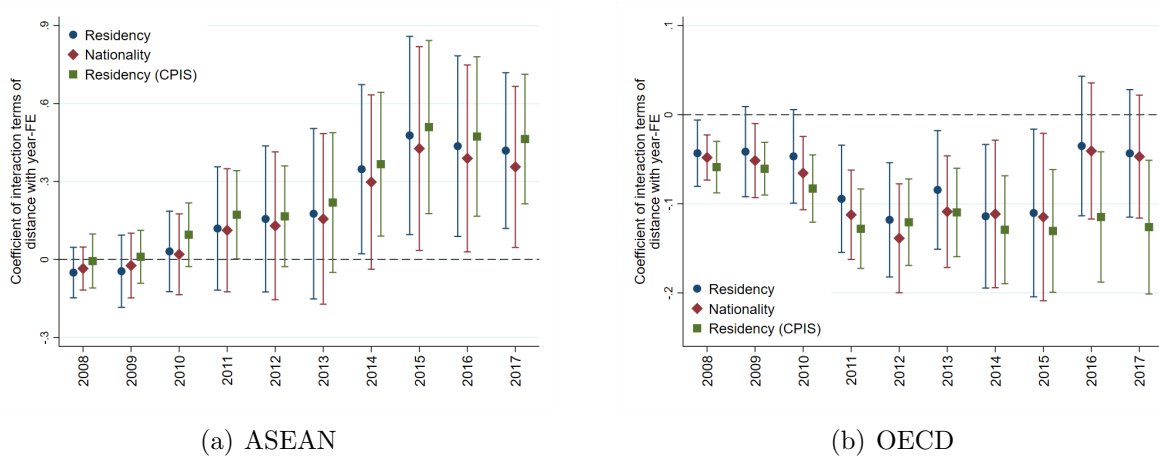 Coefficient of interaction terms of
distance with year-FE
.9
.6
.3
0
-.3
Residency
Nationality
Residency (CPIS)
2008 2009 2010 2011 2012 2013 2014 2015 2016 2017
(a) ASEAN
Coefficient of interaction terms of
distance with year-FE
.1
0
-.1
-.2
Residency
Nationality
Residency (CPIS)
2008 2009 2010 2011 2012 2013 2014 2015 2016 2017
(b) OECD